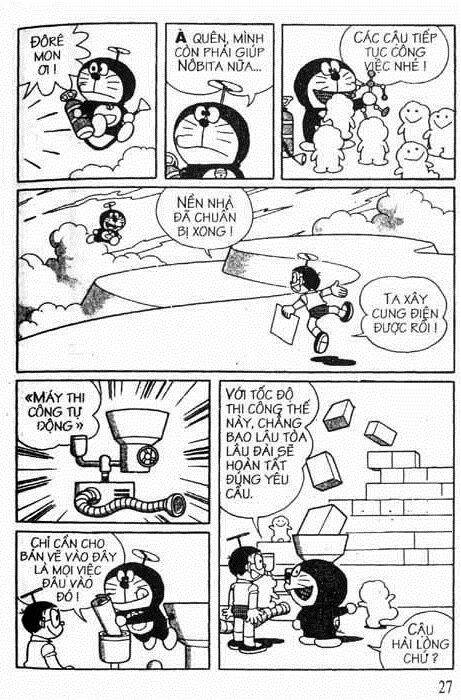 ĐÔRÊ
MON
ƠI !
À QUÊN, MÌNH
CÒN PHẢI GIÚP
NÔBITA NỮA...
CÁC CẬU TIẾP
TỤC CÔNG
VIỆC NHÉ !
NỀN NHÀ
ĐÃ CHUẨN
BỊ XONG !
TA XÂY
CUNG ĐIỆN
ĐƯỢC RỒI !
«MÁY THI
CÔNG TỰ
ĐỘNG»
VỚI TỐC ĐỘ
THI CÔNG THẾ
NÀY, CHẲNG
BAO LÂU TÒA
LÂU ĐÀI SẼ
HOÀN TẤT
ĐÚNG YÊU
CẦU.
CHỈ CẦN CHO
BẢN VẼ VÀO ĐÂY
LÀ MỌI VIỆC
ĐÂU VÀO
ĐÓ !
CẬU
HÀI LÒNG
CHỨ ?
27